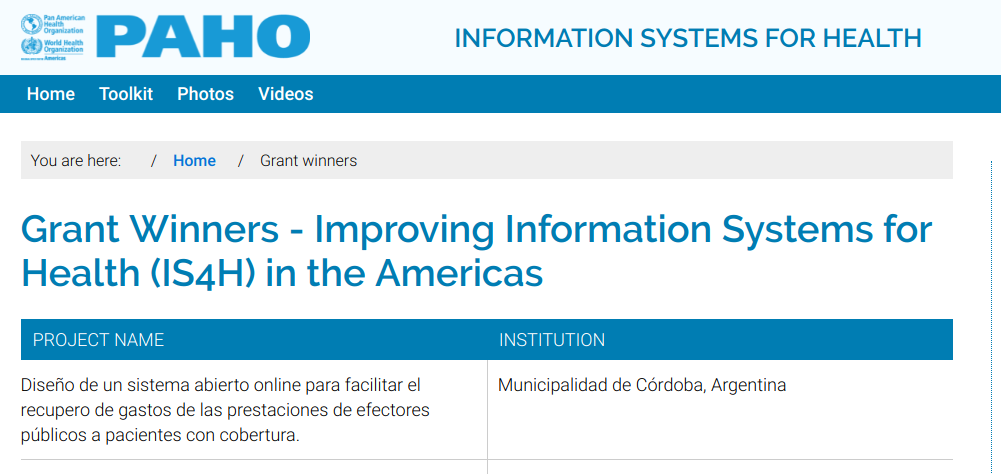 Pan American
Health
Organization
World Health
Organization
Americas
PAHO
INFORMATION SYSTEMS FOR HEALTH
Home Toolkit Photos Videos
You are here: / Home / Grant winners
Grant Winners - Improving Information Systems for
Health (IS4H) in the Americas
PROJECT NAME INSTITUTION
Diseño de un sistema abierto online para facilitar el Municipalidad de Córdoba, Argentina
recupero de gastos de las prestaciones de efectores
públicos a pacientes con cobertura.